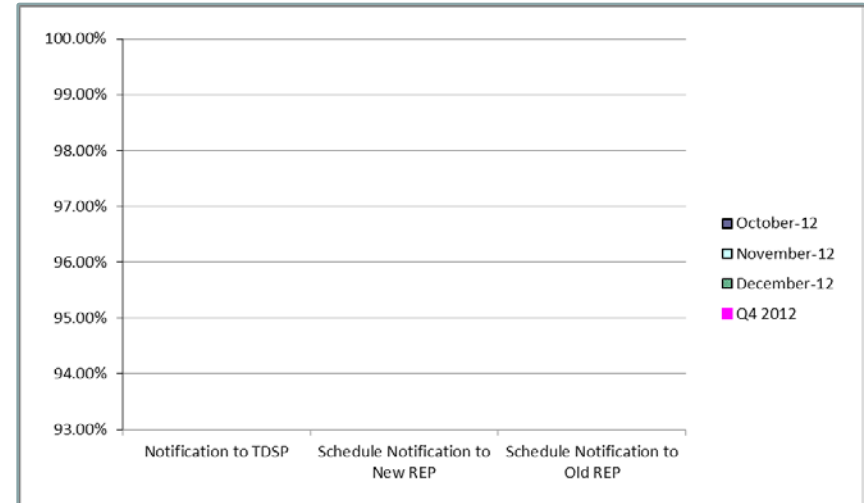 100.00%
99.00%
98.00%
97.00%
96.00%
95.00%
94.00%
93.00%
Notification to TDSP
Schedule Notification to
New REP
Schedule Notification to
Old REP
October-12
November-12
December-12
Q4 2012